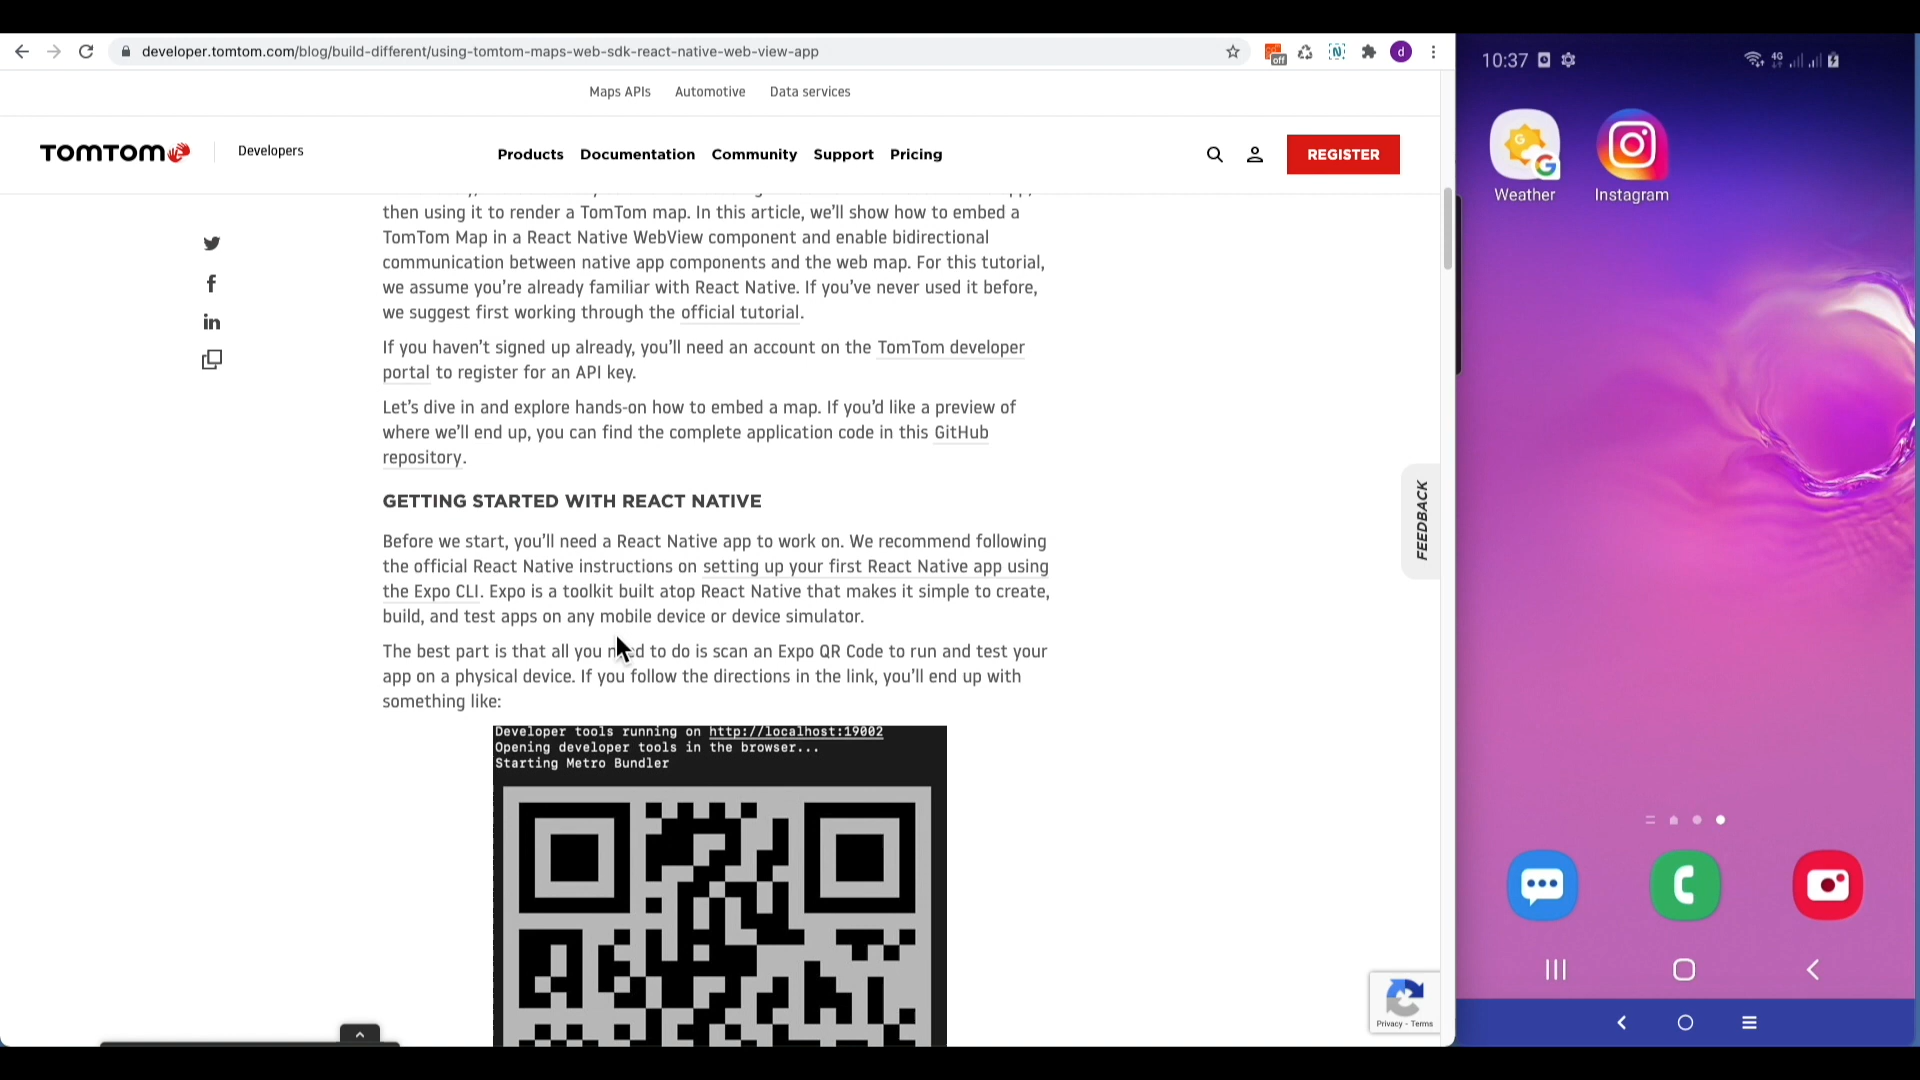 developer.tomtom.com/blog/build-different/using-tomtom-maps-web-sdk-react-native-web-view-app
off
N
d
Maps APIs Automotive Data services
TOMTOM Developers
Products Documentation Community Support Pricing
REGISTER
then using it to render a TomTom map. In this article, we'll show how to embed a
TomTom Map in a React Native WebView component and enable bidirectional
communication between native app components and the web map. For this tutorial,
we assume you're already familiar with React Native. If you've never used it before,
we suggest first working through the official tutorial.
If you haven't signed up already, you'll need an account on the TomTom developer
portal to register for an API key.
Let's dive in and explore hands-on how to embed a map. If you'd like a preview of
where we'll end up, you can find the complete application code in this GitHub
repository.
GETTING STARTED WITH REACT NATIVE
Before we start, you'll need a React Native app to work on. We recommend following
the official React Native instructions on setting up your first React Native app using
the Expo CLI. Expo is a toolkit built atop React Native that makes it simple to create,
build, and test apps on any mobile device or device simulator.
The best part is that all you need to do is scan an Expo QR Code to run and test your
app on a physical device. If you follow the directions in the link, you'll end up with
something like:
Developer tools running on http://localhost:19002
Opening developer tools in the browser...
Starting Metro Bundler
FEEDBACK
Privacy - Terms
10:37
4G
Weather
Instagram